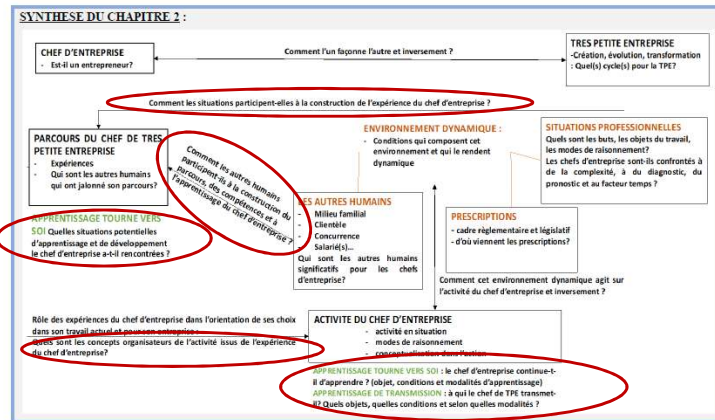 SYNTHESE DU CHAPITRE 2 :
CHEF D'ENTREPRISE
- Est-il un entrepreneur?
Comment l'un façonne l'autre et inversement ?
TRES PETITE ENTREPRISE
-Création, évolution, transformation
: Quel(s) cycle(s) pour la TPE?
Comment les situations participent-elles à la construction de l'expérience du chef d'entreprise ?
PARCOURS DU CHEF DE TRES
PETITE ENTREPRISE
- Expériences
- Qui sont les autres humains
qui ont jalonné son parcours?
Comment les autres humains
participent-ils à la construction du
parcours, des compétences et à
l'apprentissage du chef d'entreprise ?
ENVIRONNEMENT DYNAMIQUE :
- Conditions qui composent cet
environnement et qui le rendent
dynamique
SITUATIONS PROFESSIONNELLES
Quels sont les buts, les objets du travail,
les modes de raisonnement?
Les chefs d'entreprise sont-ils confrontés à
de la complexité, à du diagnostic, du
pronostic et au facteur temps ?
LES AUTRES HUMAINS
- Milieu familial
- Clientèle
- Concurrence
- Salarié(s)...
Qui sont les autres humains
significatifs pour les chefs
d'entreprise?
PRESCRIPTIONS
- cadre règlementaire et législatif
- d'où viennent les prescriptions?
APPRENTISSAGE TOURNE VERS
SOI Quelles situations potentielles
d'apprentissage et de développement
le chef d'entreprise a-t-il rencontrées ?
Comment cet environnement dynamique agit sur
l'activité du chef d'entreprise et inversement ?
Rôle des expériences du chef d'entreprise dans l'orientation de ses choix
dans son travail actuel et pour son entreprise :
Quels sont les concepts organisateurs de l'activité issus de l'expérience
du chef d'entreprise?
ACTIVITE DU CHEF D'ENTREPRISE
- activité en situation
- modes de raisonnement
- conceptualisation dans l'action
APPRENTISSAGE TOURNE VERS SOI : le chef d'entreprise continue-t-
il d'apprendre ? (objet, conditions et modalités d'apprentissage)
APPRENTISSAGE DE TRANSMISSION : à qui le chef de TPE transmet-
il? Quels objets, quelles conditions et selon quelles modalités ?